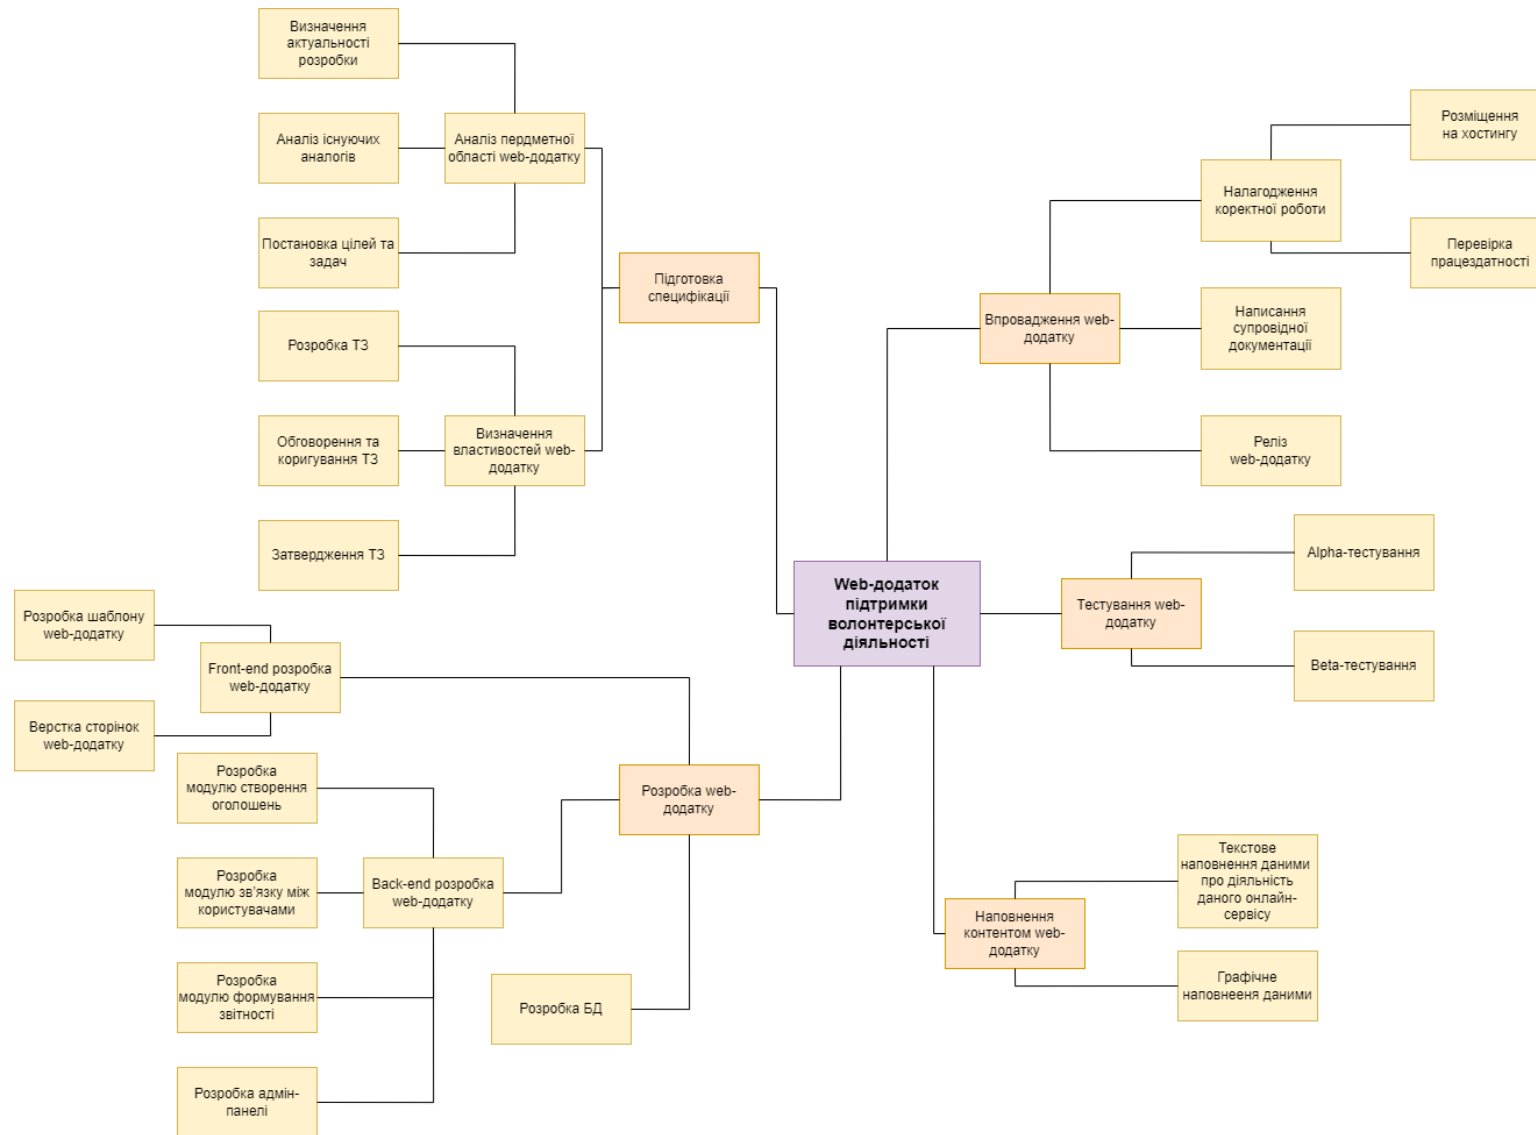 Визначення
актуальності
розробки
Аналіз існуючих
аналогів
Аналіз пердметної
області web-додатку
Постановка цілей та
задач
Підготовка
специфікації
Розробка ТЗ
Обговорення та
коригування ТЗ
Визначення
властивостей web-
додатку
Затвердження ТЗ
Розміщення
на хостингу
Налагодження
коректної роботи
Перевірка
працездатності
Впровадження web-
додатку
Написання
супровідної
документації
Реліз
web-додатку
Web-додаток
підтримки
волонтерської
діяльності
Alpha-тестування
Тестування web-
додатку
Beta-тестування
Розробка шаблону
web-додатку
Front-end розробка
web-додатку
Верстка сторінок
web-додатку
Розробка
модулю створення
оголошень
Розробка web-
додатку
Розробка
модулю зв'язку між
користувачами
Back-end розробка
web-додатку
Розробка
модулю формування
звітності
Розробка БД
Розробка адмін-
панелі
Текстове
наповнення даними
про діяльність
даного онлайн-
сервісу
Наповнення
контентом web-
додатку
Графічне
наповнееня даними